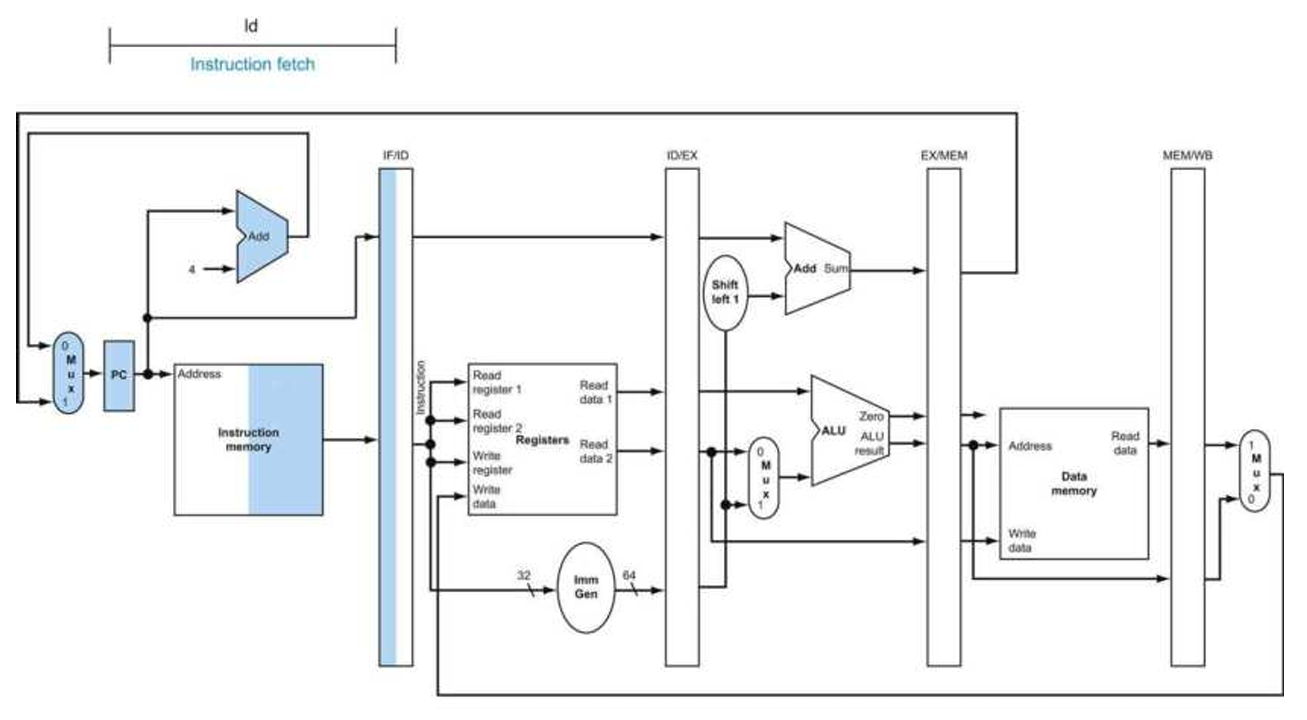 ld
Instruction fetch
IF/ID
ID/EX
EX/MEM
MEM/WB
Add
4
Add Sum
Shift
left 1
0
M
u
x
1
PC
Address
Instruction
memory
Instruction
Read
register 1
Read
register 2
Write
register
Write
data
Registers
Read
data 1
Read
data 2
0
M
u
x
1
ALU
Zero
ALU
result
Address
Read
data
Data
memory
Write
data
1
M
u
x
0
32
Imm
Gen
64